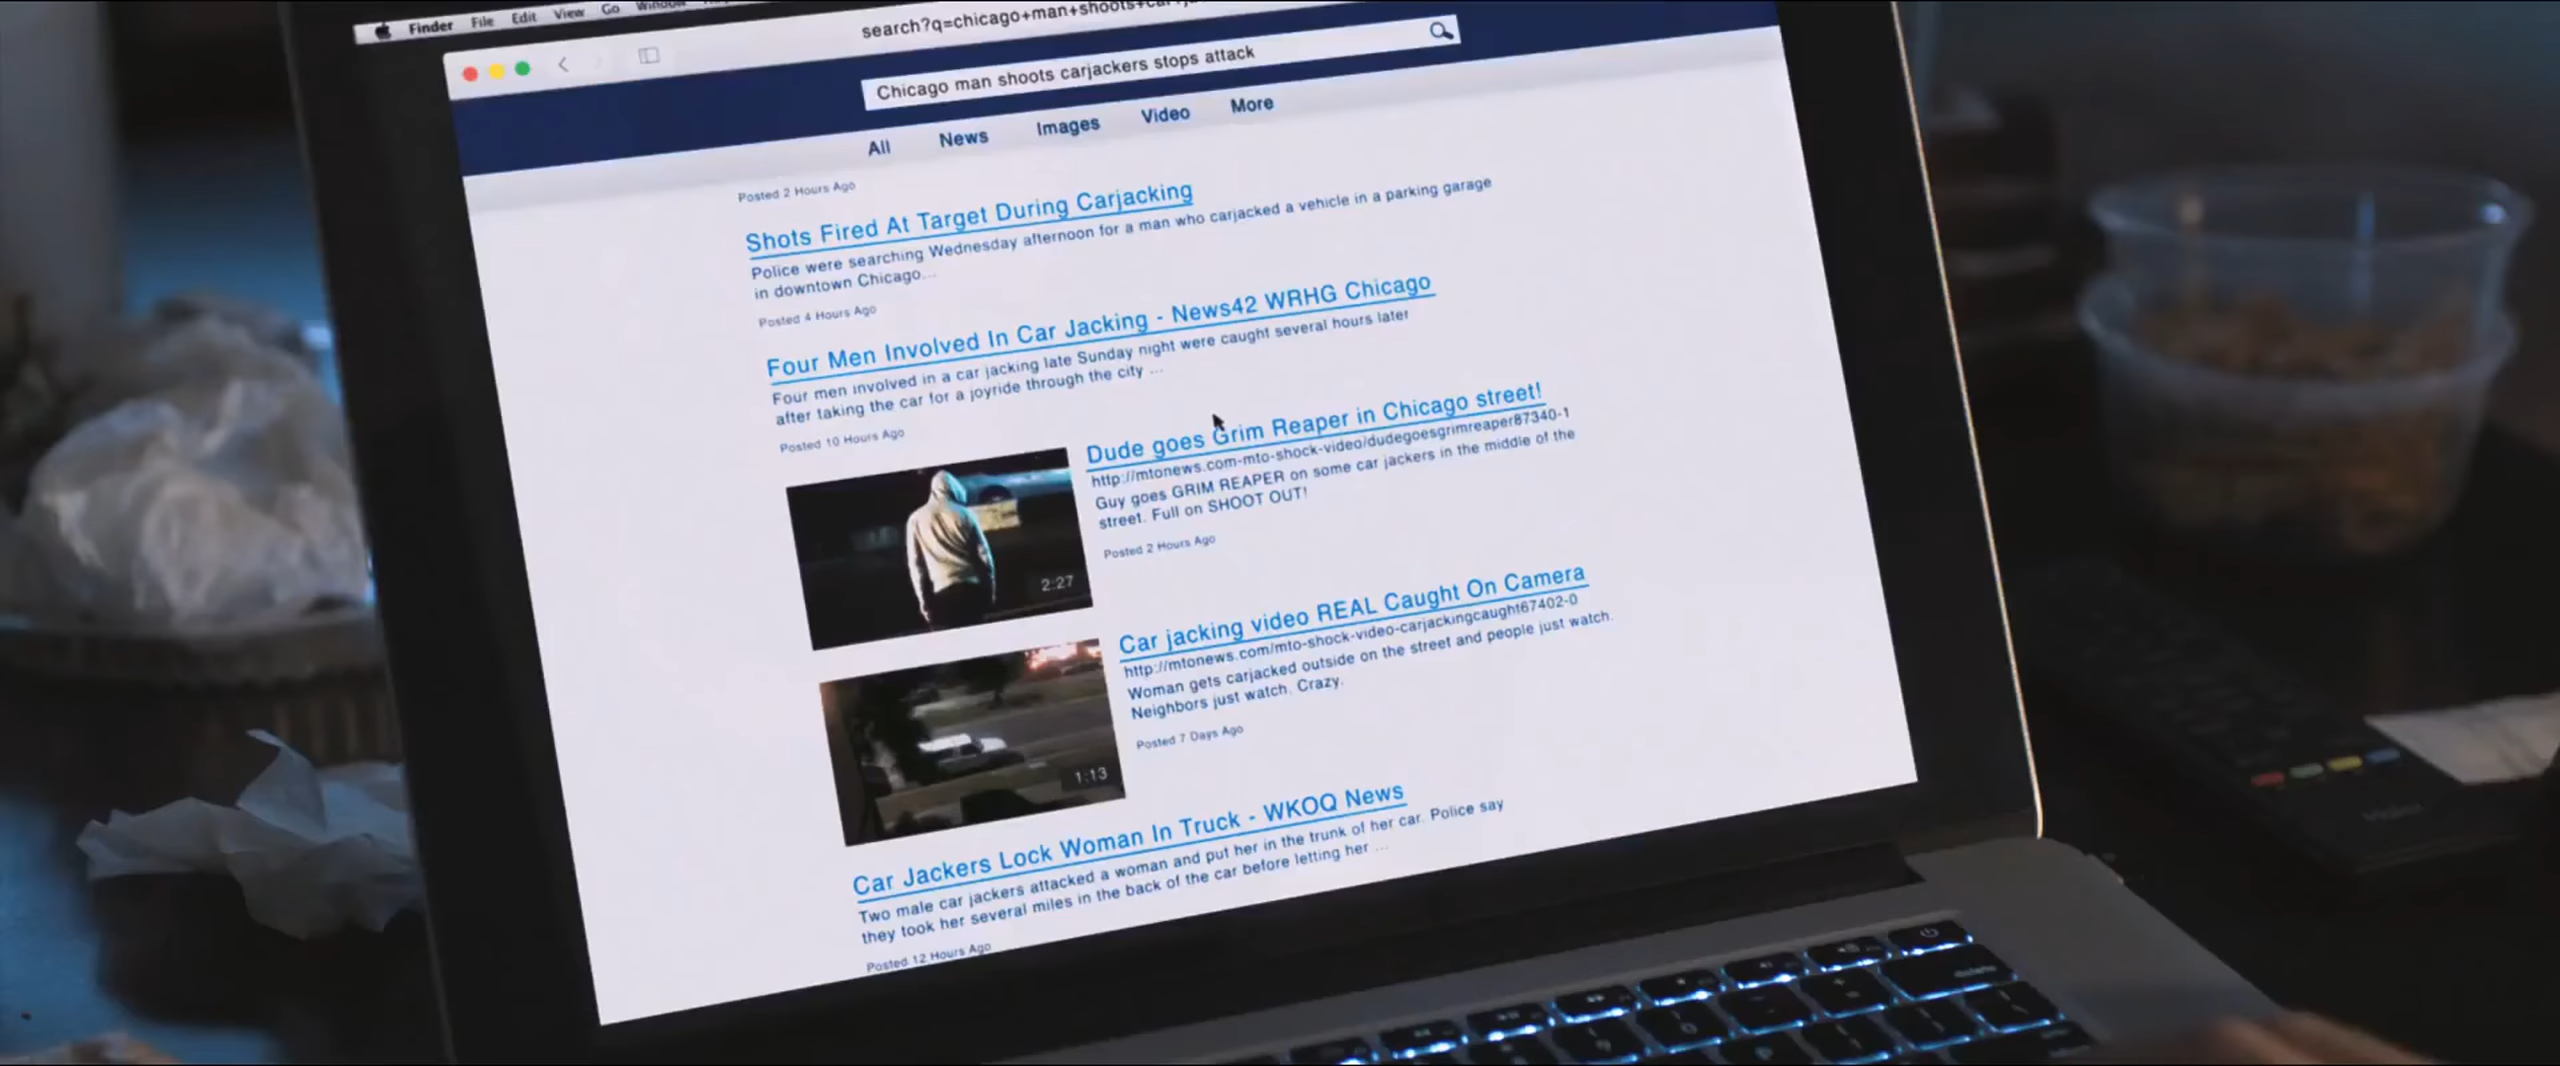 Finder File Edit View Go Window
search?q=chicago+man+shoots+car
Chicago man shoots carjackers stops attack
All News Images Video More
Posted 2 Hours Ago
Shots Fired At Target During Carjacking
Police were searching Wednesday afternoon for a man who carjacked a vehicle in a parking garage
in downtown Chicago...
Posted 4 Hours Ago
Four Men Involved In Car Jacking - News42 WRHG Chicago
Four men involved in a car jacking late Sunday night were caught several hours later
after taking the car for a joyride through the city ...
Posted 10 Hours Ago
Dude goes Grim Reaper in Chicago street!
http://mtonews.com-mto-shock-video/dudegoesgrimreaper87340-1
Guy goes GRIM REAPER on some car jackers in the middle of the
street. Full on SHOOT OUT!
2:27
Posted 2 Hours Ago
Car jacking video REAL Caught On Camera
http://mtonews.com/mto-shock-video-carjackingcaught67402-0
Woman gets carjacked outside on the street and people just watch.
Neighbors just watch. Crazy.
1:13
Posted 7 Days Ago
Car Jackers Lock Woman In Truck - WKOQ News
Two male car jackers attacked a woman and put her in the trunk of her car. Police say
they took her several miles in the back of the car before letting her ...
Posted 12 Hours Ago